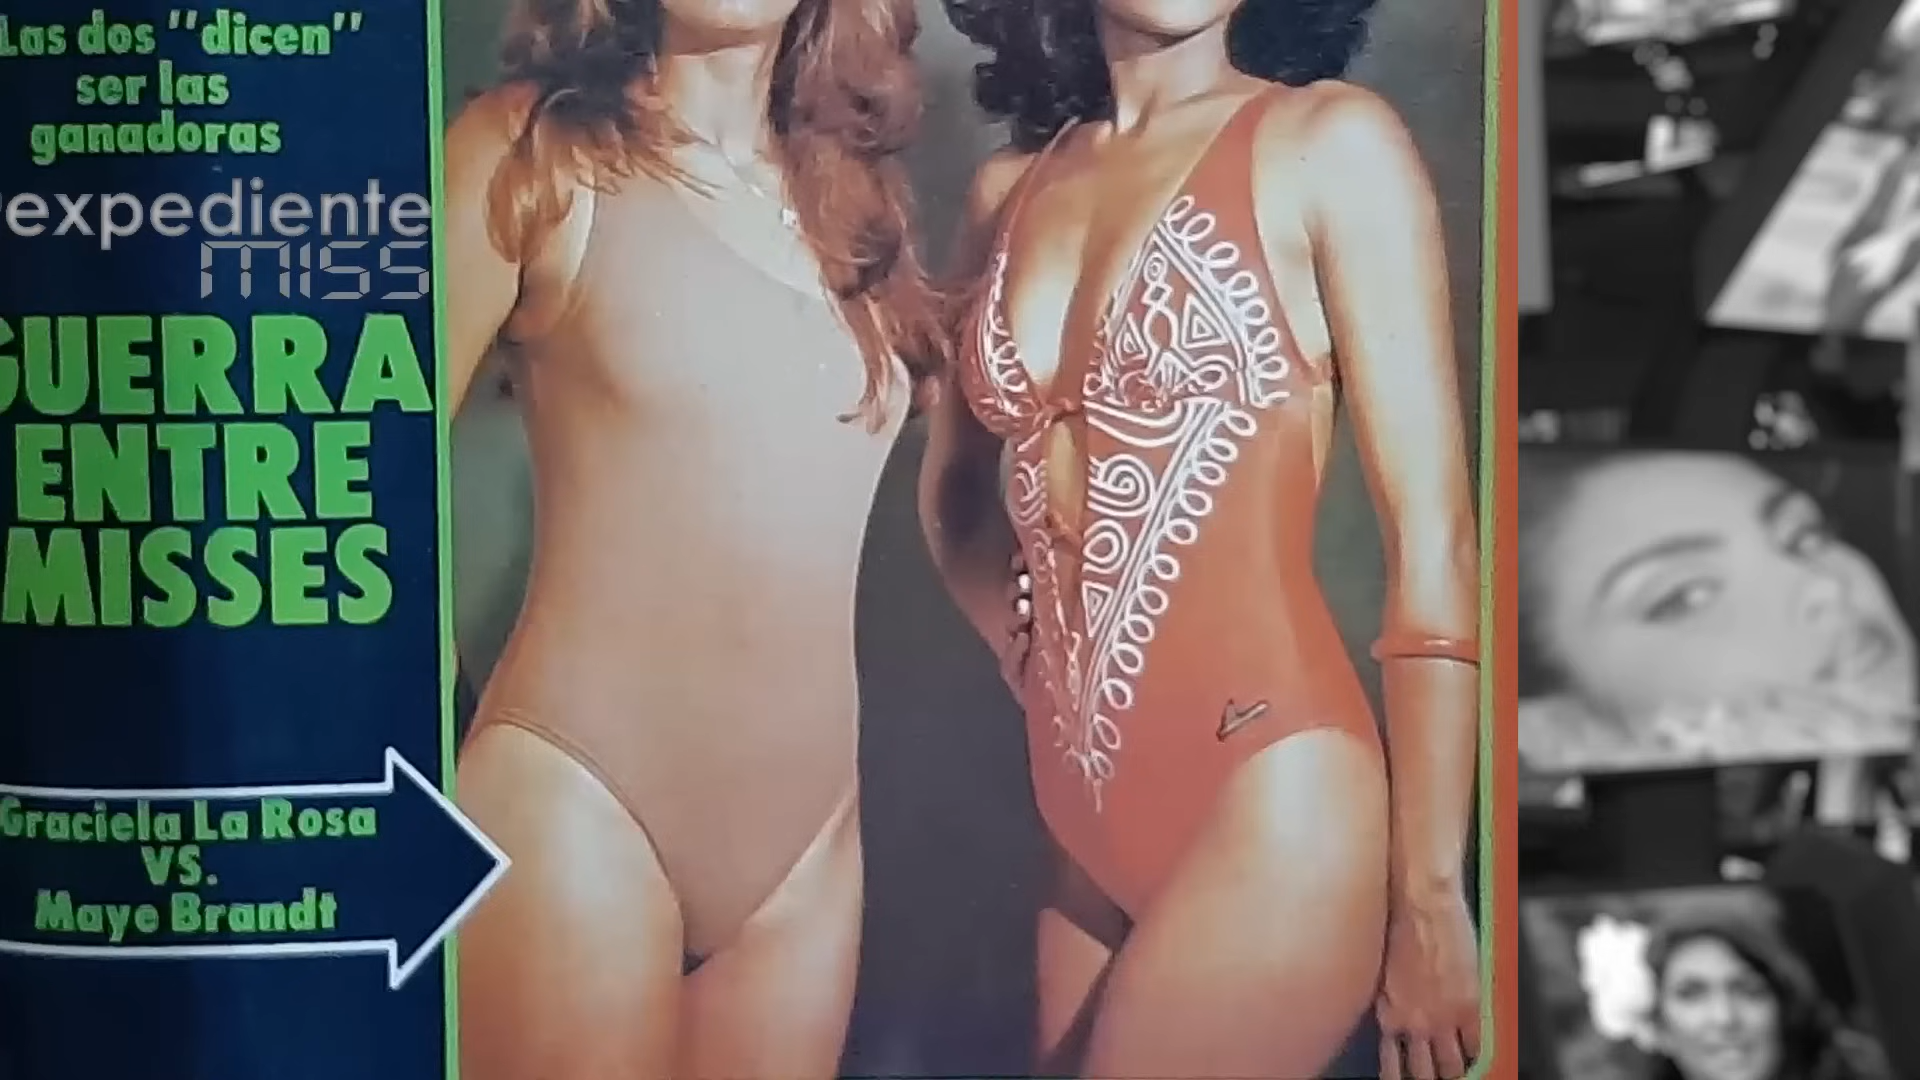 Las dos "dicen"
ser las
ganadoras
expediente
MISS
GUERRA
ENTRE
MISSES
Graciela La Rosa
VS.
Maye Brandt